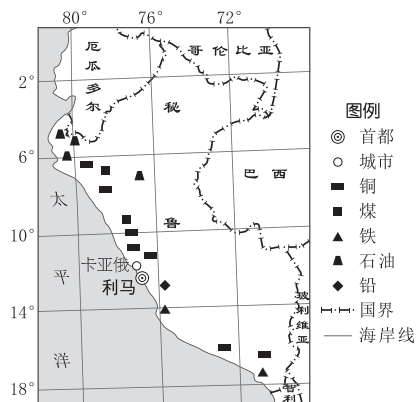 80° 76° 72°
2°
6°
10°
14°
18°
厄瓜多尔
哥伦比亚
秘鲁
巴西
太平洋
卡亚俄
利马
玻利维亚
智利
图例
首都
城市
铜
煤
铁
石油
铅
国界
海岸线